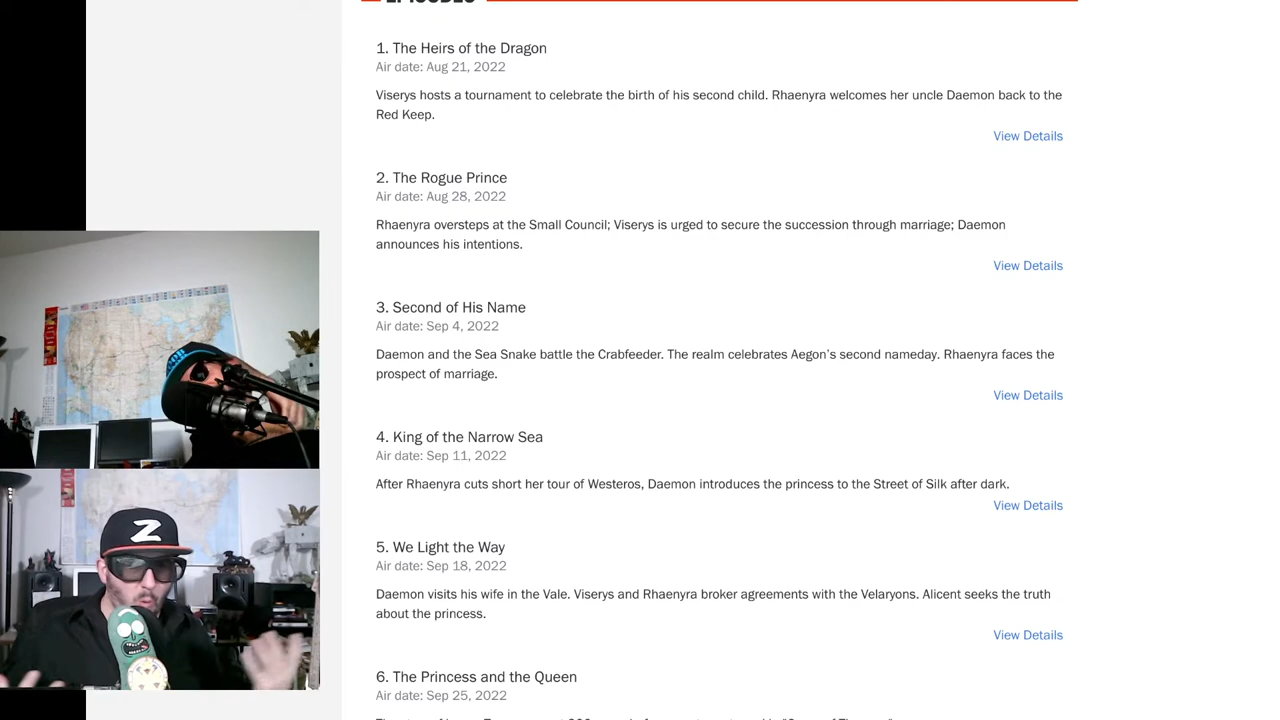 EPISODES
1. The Heirs of the Dragon
Air date: Aug 21, 2022
Viserys hosts a tournament to celebrate the birth of his second child. Rhaenyra welcomes her uncle Daemon back to the
Red Keep.
View Details
2. The Rogue Prince
Air date: Aug 28, 2022
Rhaenyra oversteps at the Small Council; Viserys is urged to secure the succession through marriage; Daemon
announces his intentions.
View Details
3. Second of His Name
Air date: Sep 4, 2022
Daemon and the Sea Snake battle the Crabfeeder. The realm celebrates Aegon's second nameday. Rhaenyra faces the
prospect of marriage.
View Details
4. King of the Narrow Sea
Air date: Sep 11, 2022
After Rhaenyra cuts short her tour of Westeros, Daemon introduces the princess to the Street of Silk after dark.
View Details
5. We Light the Way
Air date: Sep 18, 2022
Daemon visits his wife in the Vale. Viserys and Rhaenyra broker agreements with the Velaryons. Alicent seeks the truth
about the princess.
View Details
6. The Princess and the Queen
Air date: Sep 25, 2022
Z